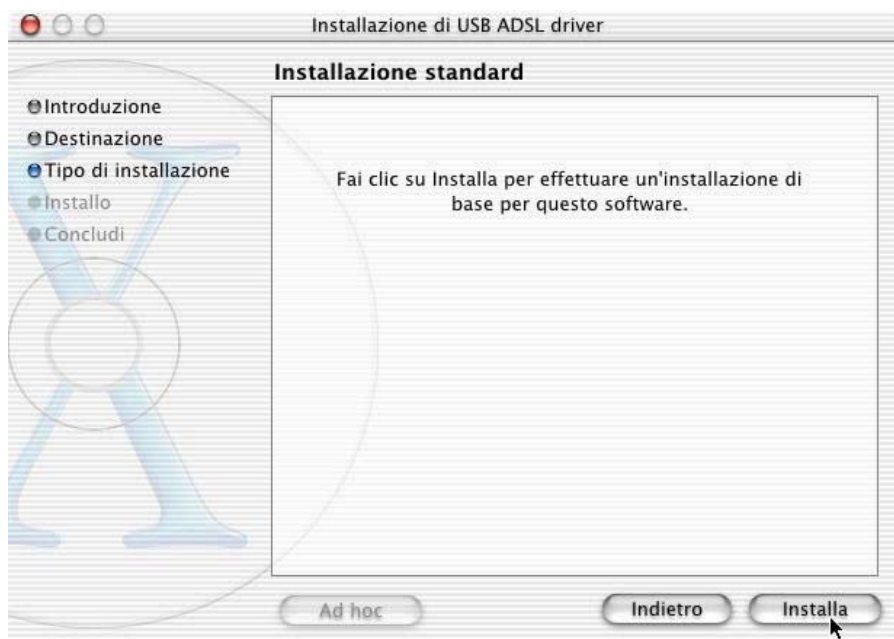 Installazione di USB ADSL driver
Installazione standard
Introduzione
Destinazione
Tipo di installazione
Installo
Concludi
Fai clic su Installa per effettuare un'installazione di
base per questo software.
Ad hoc
Indietro
Installa